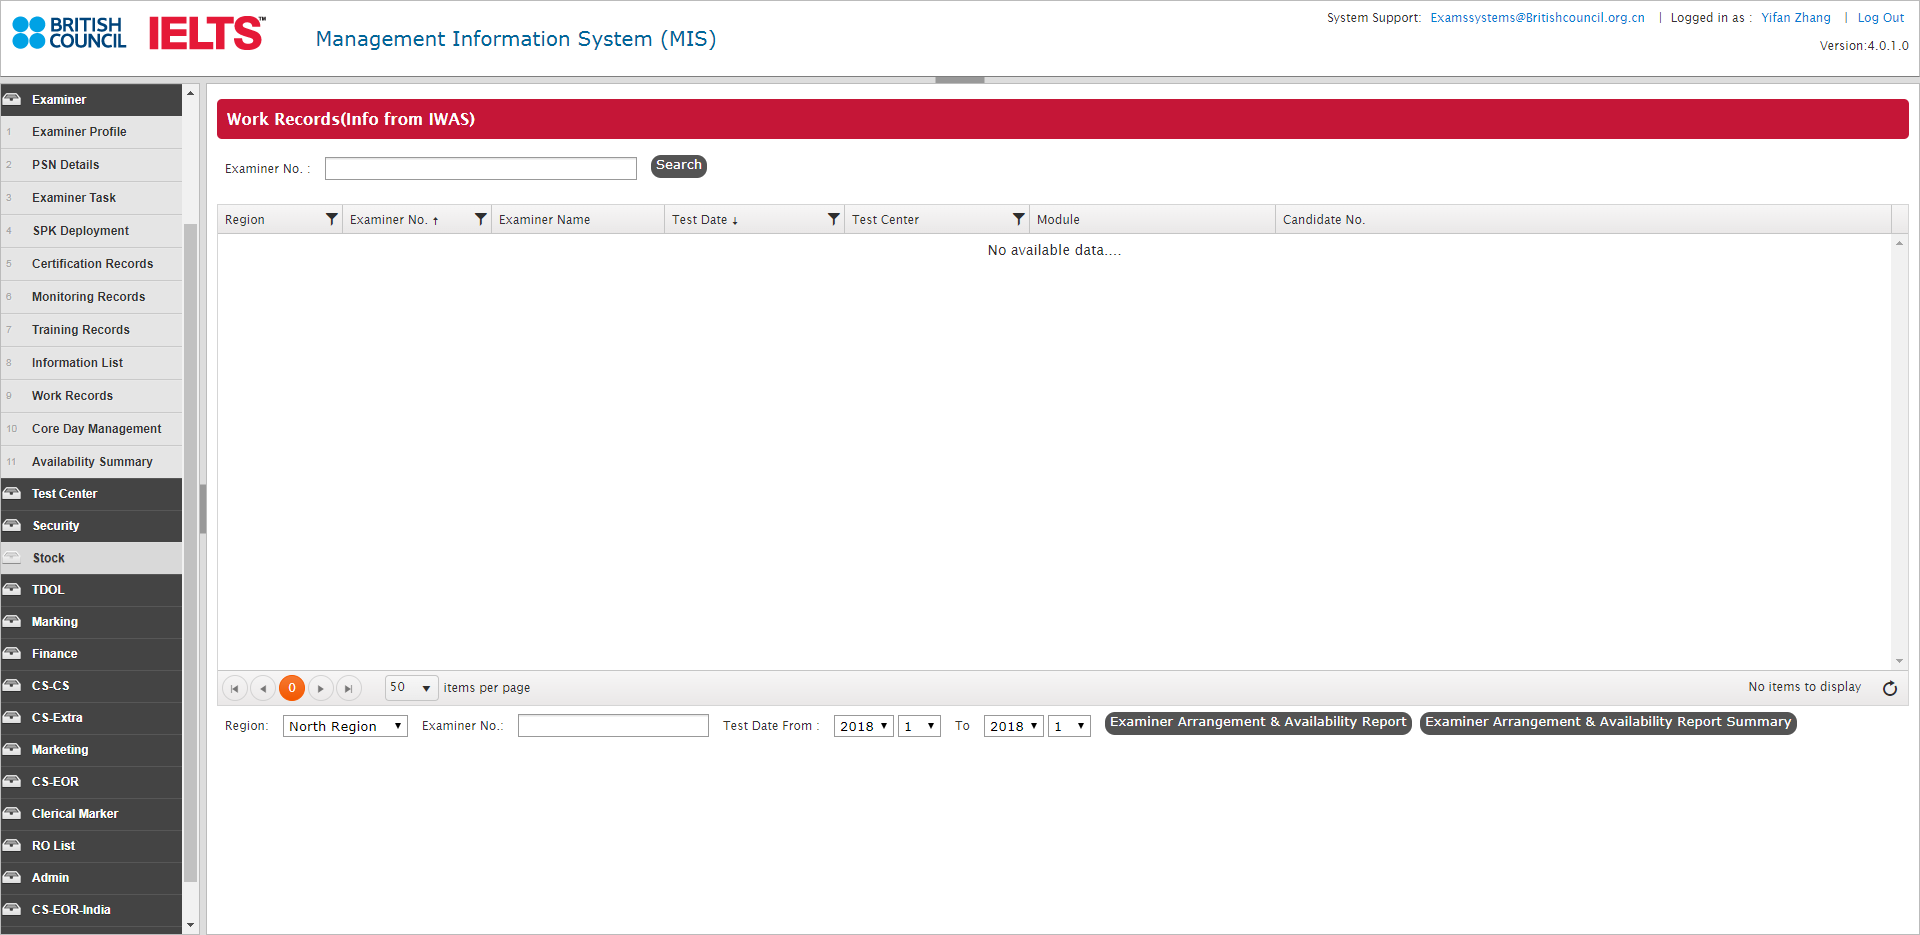 BRITISH COUNCIL
IELTS™
Management Information System (MIS)
System Support: Examssystems@Britishcouncil.org.cn | Logged in as : Yifan Zhang | Log Out
Version:4.0.1.0
Examiner
1 Examiner Profile
2 PSN Details
3 Examiner Task
4 SPK Deployment
5 Certification Records
6 Monitoring Records
7 Training Records
8 Information List
9 Work Records
10 Core Day Management
11 Availability Summary
Test Center
Security
Stock
TDOL
Marking
Finance
CS-CS
CS-Extra
Marketing
CS-EOR
Clerical Marker
RO List
Admin
CS-EOR-India
Work Records(Info from IWAS)
Examiner No. : Search
Region Examiner No. ↑ Examiner Name Test Date ↓ Test Center Module Candidate No.
No available data....
0 50 items per page No items to display
Region: North Region Examiner No.: Test Date From : 2018 1 To 2018 1 Examiner Arrangement & Availability Report Examiner Arrangement & Availability Report Summary